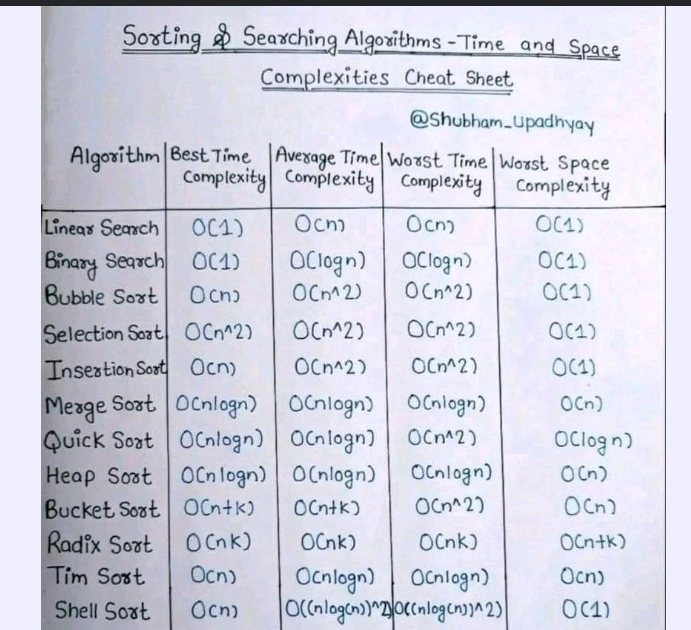 Sorting & Searching Algorithms - Time and Space
Complexities Cheat Sheet
@Shubham_Upadhyay
Algorithm Best Time Complexity Average Time Complexity Worst Time Complexity Worst Space Complexity
Linear Search O(1) O(n) O(n) O(1)
Binary Search O(1) O(logn) O(logn) O(1)
Bubble Sort O(n) O(n^2) O(n^2) O(1)
Selection Sort O(n^2) O(n^2) O(n^2) O(1)
Insertion Sort O(n) O(n^2) O(n^2) O(1)
Merge Sort O(nlogn) O(nlogn) O(nlogn) O(n)
Quick Sort O(nlogn) O(nlogn) O(n^2) O(logn)
Heap Sort O(nlogn) O(nlogn) O(nlogn) O(n)
Bucket Sort O(n+k) O(n+k) O(n^2) O(n)
Radix Sort O(nk) O(nk) O(nk) O(n+k)
Tim Sort O(n) O(nlogn) O(nlogn) O(n)
Shell Sort O(n) O((nlog(n))^2) O((nlog(n))^2) O(1)